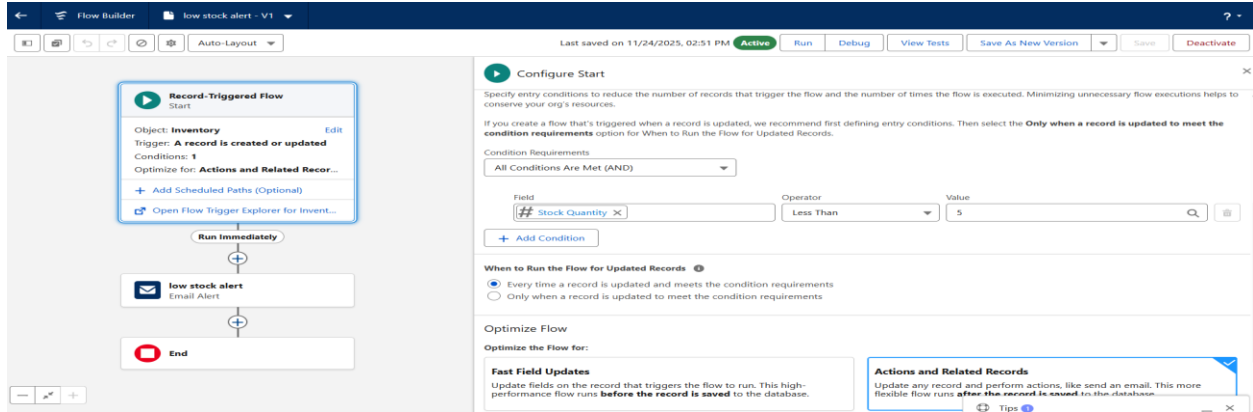 Flow Builder
low stock alert - V1
?
Auto-Layout
Last saved on 11/24/2025, 02:51 PM
Active
Run
Debug
View Tests
Save As New Version
Save
Deactivate
Record-Triggered Flow
Start
Object: Inventory
Edit
Trigger: A record is created or updated
Conditions: 1
Optimize for: Actions and Related Recor...
+ Add Scheduled Paths (Optional)
Open Flow Trigger Explorer for Invent...
Run Immediately
low stock alert
Email Alert
End
Configure Start
Specify entry conditions to reduce the number of records that trigger the flow and the number of times the flow is executed. Minimizing unnecessary flow executions helps to
conserve your org's resources.
If you create a flow that's triggered when a record is updated, we recommend first defining entry conditions. Then select the Only when a record is updated to meet the
condition requirements option for When to Run the Flow for Updated Records.
Condition Requirements
All Conditions Are Met (AND)
Field
Operator
Value
Stock Quantity
Less Than
5
+ Add Condition
When to Run the Flow for Updated Records
Every time a record is updated and meets the condition requirements
Only when a record is updated to meet the condition requirements
Optimize Flow
Optimize the Flow for:
Fast Field Updates
Update fields on the record that triggers the flow to run. This high-
performance flow runs before the record is saved to the database.
Actions and Related Records
Update any record and perform actions, like send an email. This more
flexible flow runs after the record is saved to the database.
Tips 1